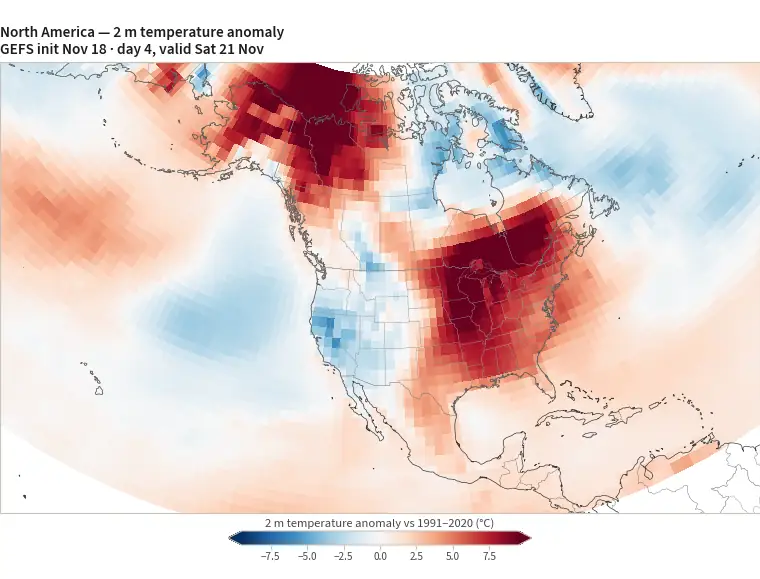 North America — 2 m temperature anomaly
GEFS init Nov 18 · day 4, valid Sat 21 Nov
2 m temperature anomaly vs 1991–2020 (°C)
−7.5 −5.0 −2.5 0.0 2.5 5.0 7.5